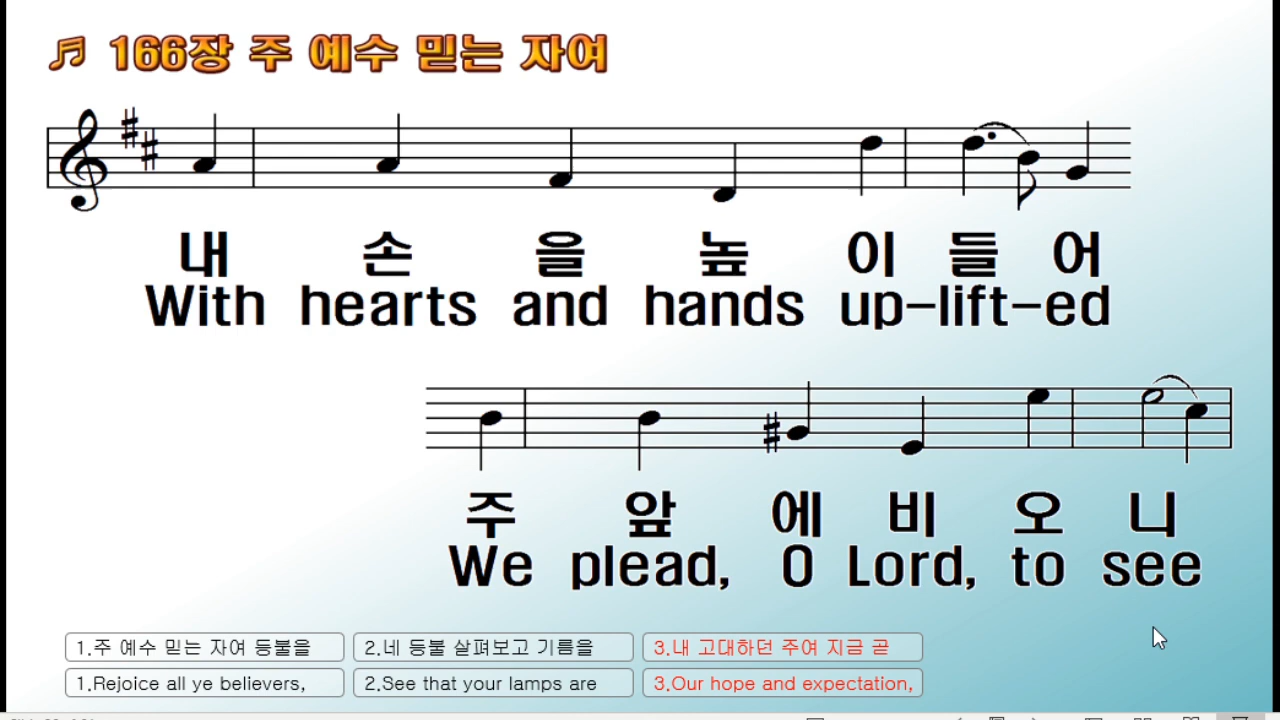 166장 주 예수 믿는 자여
내 손 을 높 이 들 어
With hearts and hands up-lift-ed
주 앞 에 비 오 니
We plead, O Lord, to see
1.주 예수 믿는 자여 등불을
2.네 등불 살펴보고 기름을
3.내 고대하던 주여 지금 곧
1.Rejoice all ye believers,
2.See that your lamps are
3.Our hope and expectation,